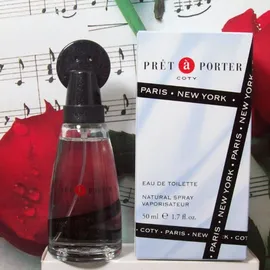 PRÊT à PORTER
COTY
PARIS • NEW YORK •
EAU DE TOILETTE
NATURAL SPRAY
VAPORISATEUR
50 ml ℮ 1.7 fl. oz.
COTY • PARIS • NEW YORK •